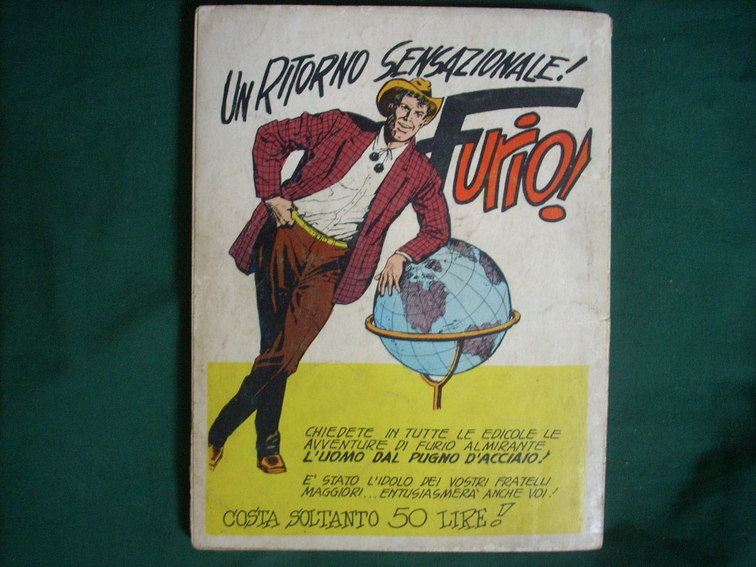 UN RITORNO SENSAZIONALE!
Furio!
CHIEDETE IN TUTTE LE EDICOLE LE
AVVENTURE DI FURIO ALMIRANTE
L'UOMO DAL PUGNO D'ACCIAIO!
E' STATO L'IDOLO DEI VOSTRI FRATELLI
MAGGIORI... ENTUSIASMERA' ANCHE VOI!
COSTA SOLTANTO 50 LIRE!